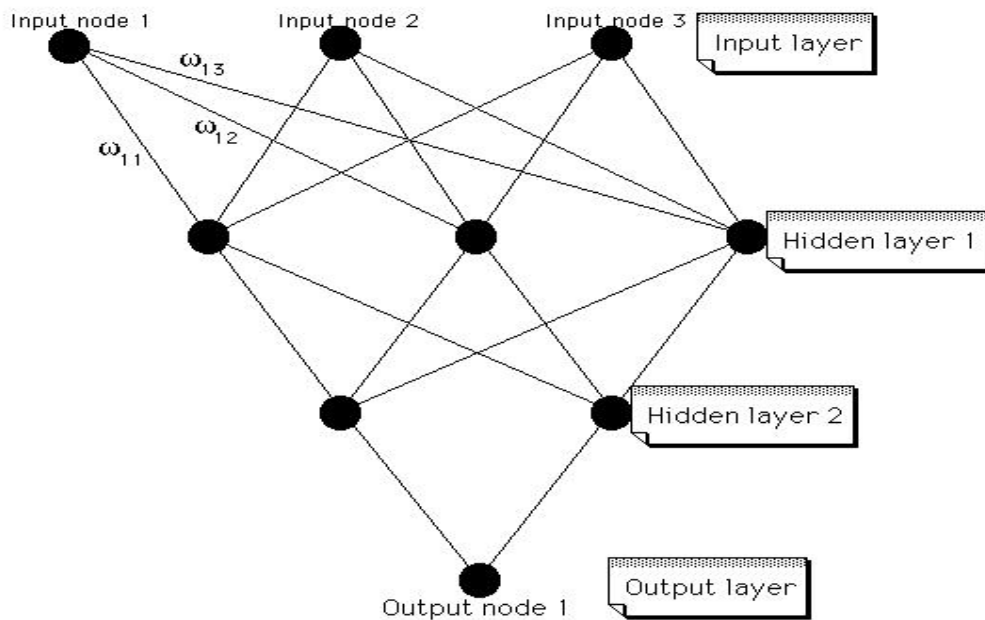 Input node 1
Input node 2
Input node 3
Input layer
ω13
ω12
ω11
Hidden layer 1
Hidden layer 2
Output node 1
Output layer